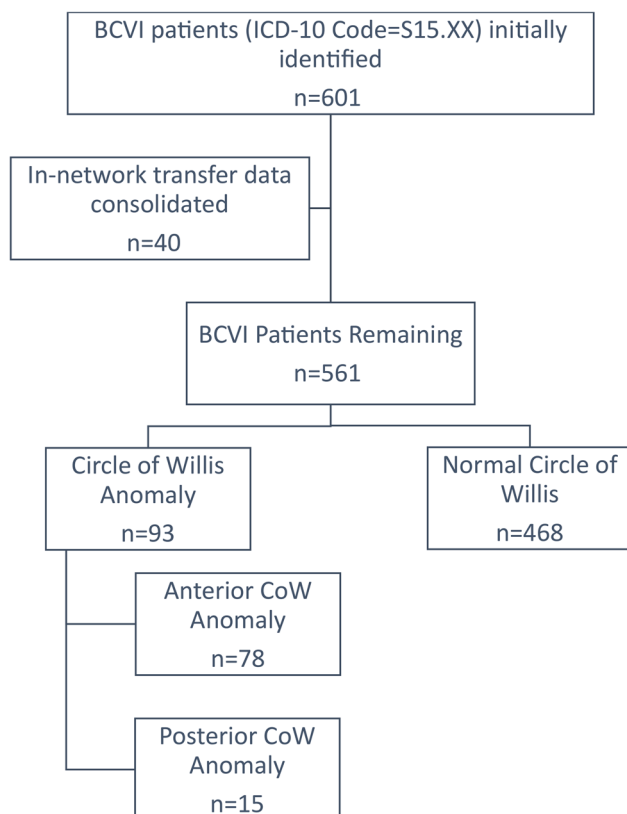 BCVI patients (ICD-10 Code=S15.XX) initially
identified
n=601
In-network transfer data
consolidated
n=40
BCVI Patients Remaining
n=561
Circle of Willis
Anomaly
n=93
Normal Circle of
Willis
n=468
Anterior CoW
Anomaly
n=78
Posterior CoW
Anomaly
n=15